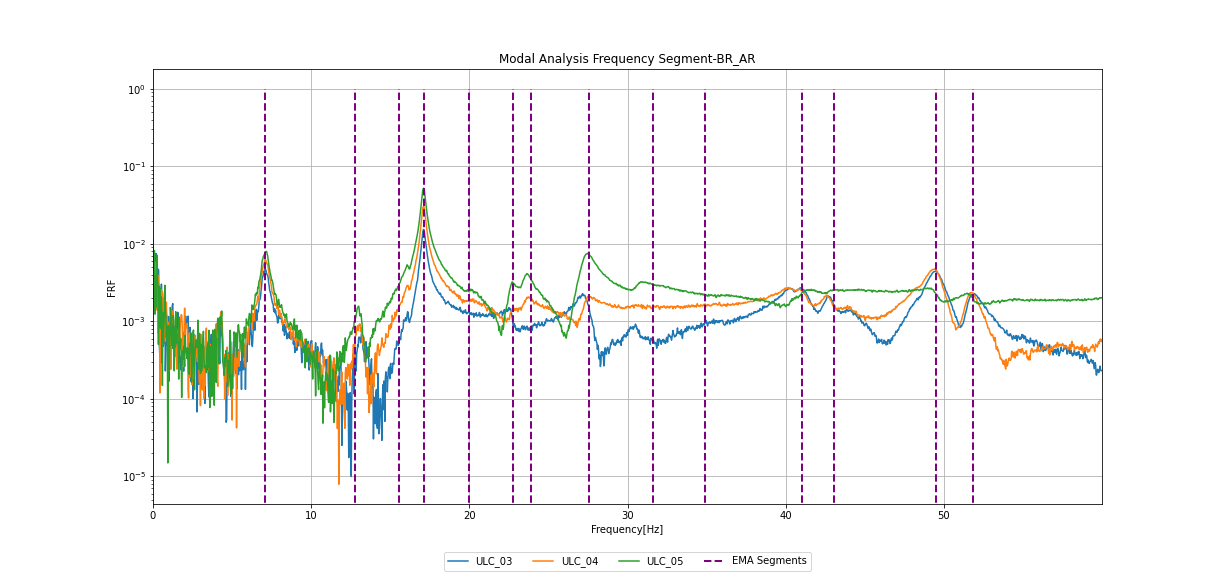 Modal Analysis Frequency Segment-BR_AR
FRF
10⁰
10⁻¹
10⁻²
10⁻³
10⁻⁴
10⁻⁵
0 10 20 30 40 50
Frequency[Hz]
ULC_03 ULC_04 ULC_05 EMA Segments